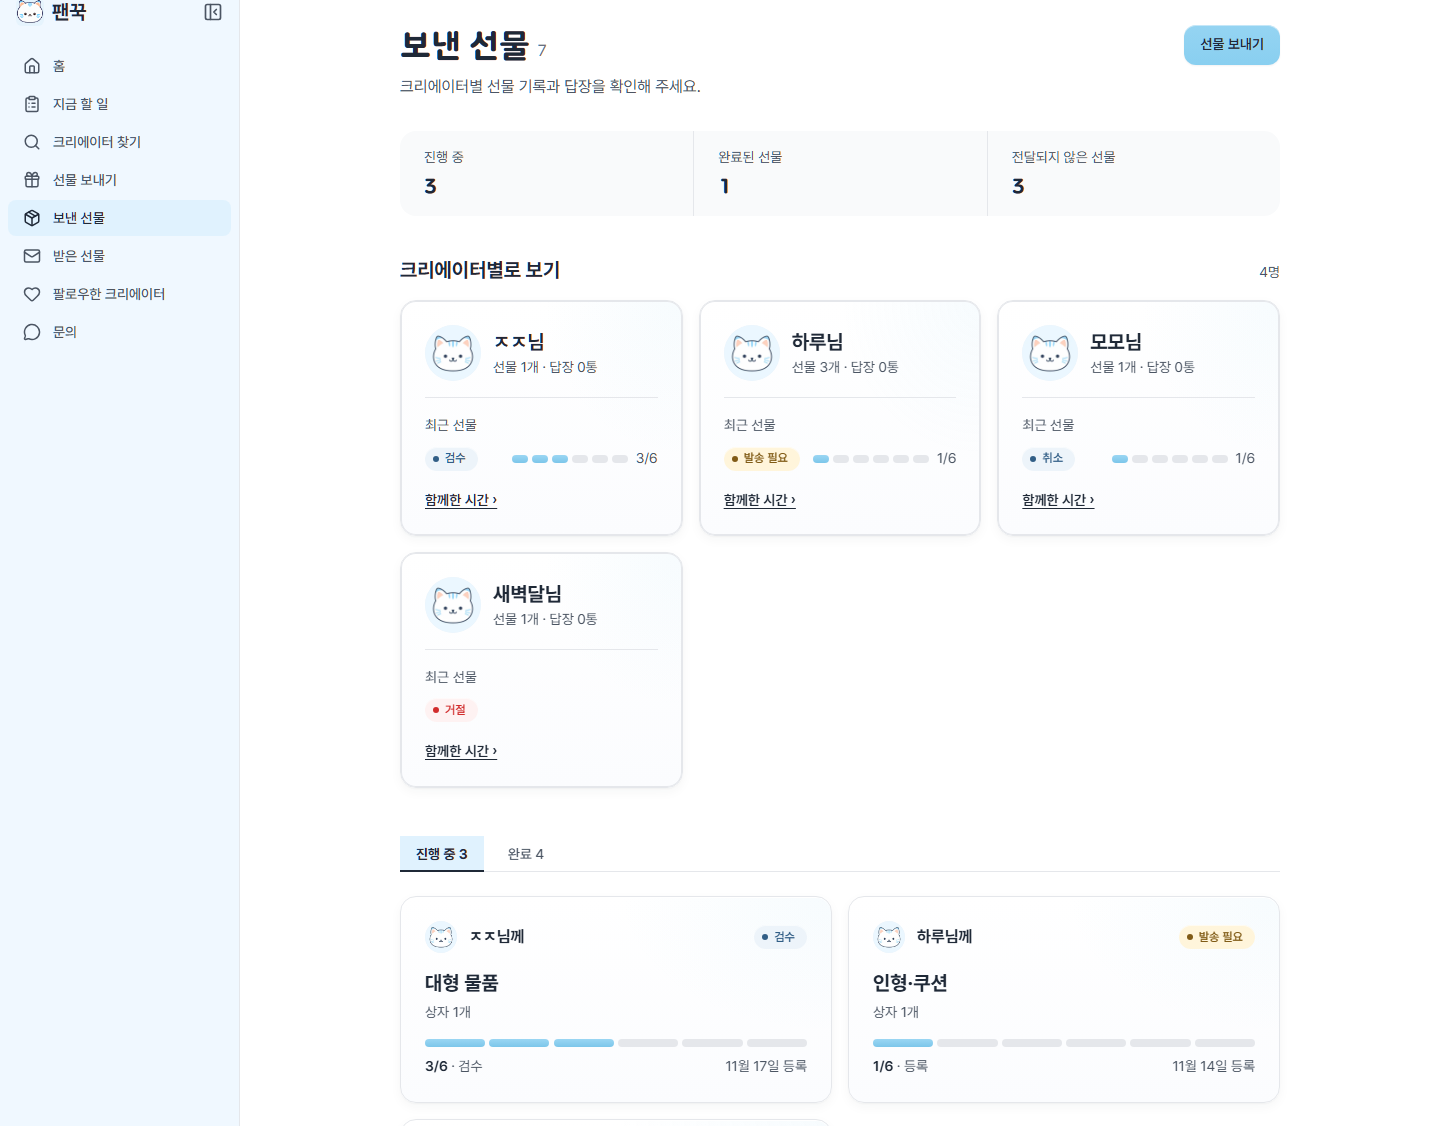 팬꾹
홈
지금 할 일
크리에이터 찾기
선물 보내기
보낸 선물
받은 선물
팔로우한 크리에이터
문의
보낸 선물 7
선물 보내기
크리에이터별 선물 기록과 답장을 확인해 주세요.
진행 중
3
완료된 선물
1
전달되지 않은 선물
3
크리에이터별로 보기
4명
ㅈㅈ님
선물 1개 · 답장 0통
최근 선물
검수
3/6
함께한 시간 ›
하루님
선물 3개 · 답장 0통
최근 선물
발송 필요
1/6
함께한 시간 ›
모모님
선물 1개 · 답장 0통
최근 선물
취소
1/6
함께한 시간 ›
새벽달님
선물 1개 · 답장 0통
최근 선물
거절
함께한 시간 ›
진행 중 3
완료 4
ㅈㅈ님께
검수
대형 물품
상자 1개
3/6 · 검수
11월 17일 등록
하루님께
발송 필요
인형·쿠션
상자 1개
1/6 · 등록
11월 14일 등록